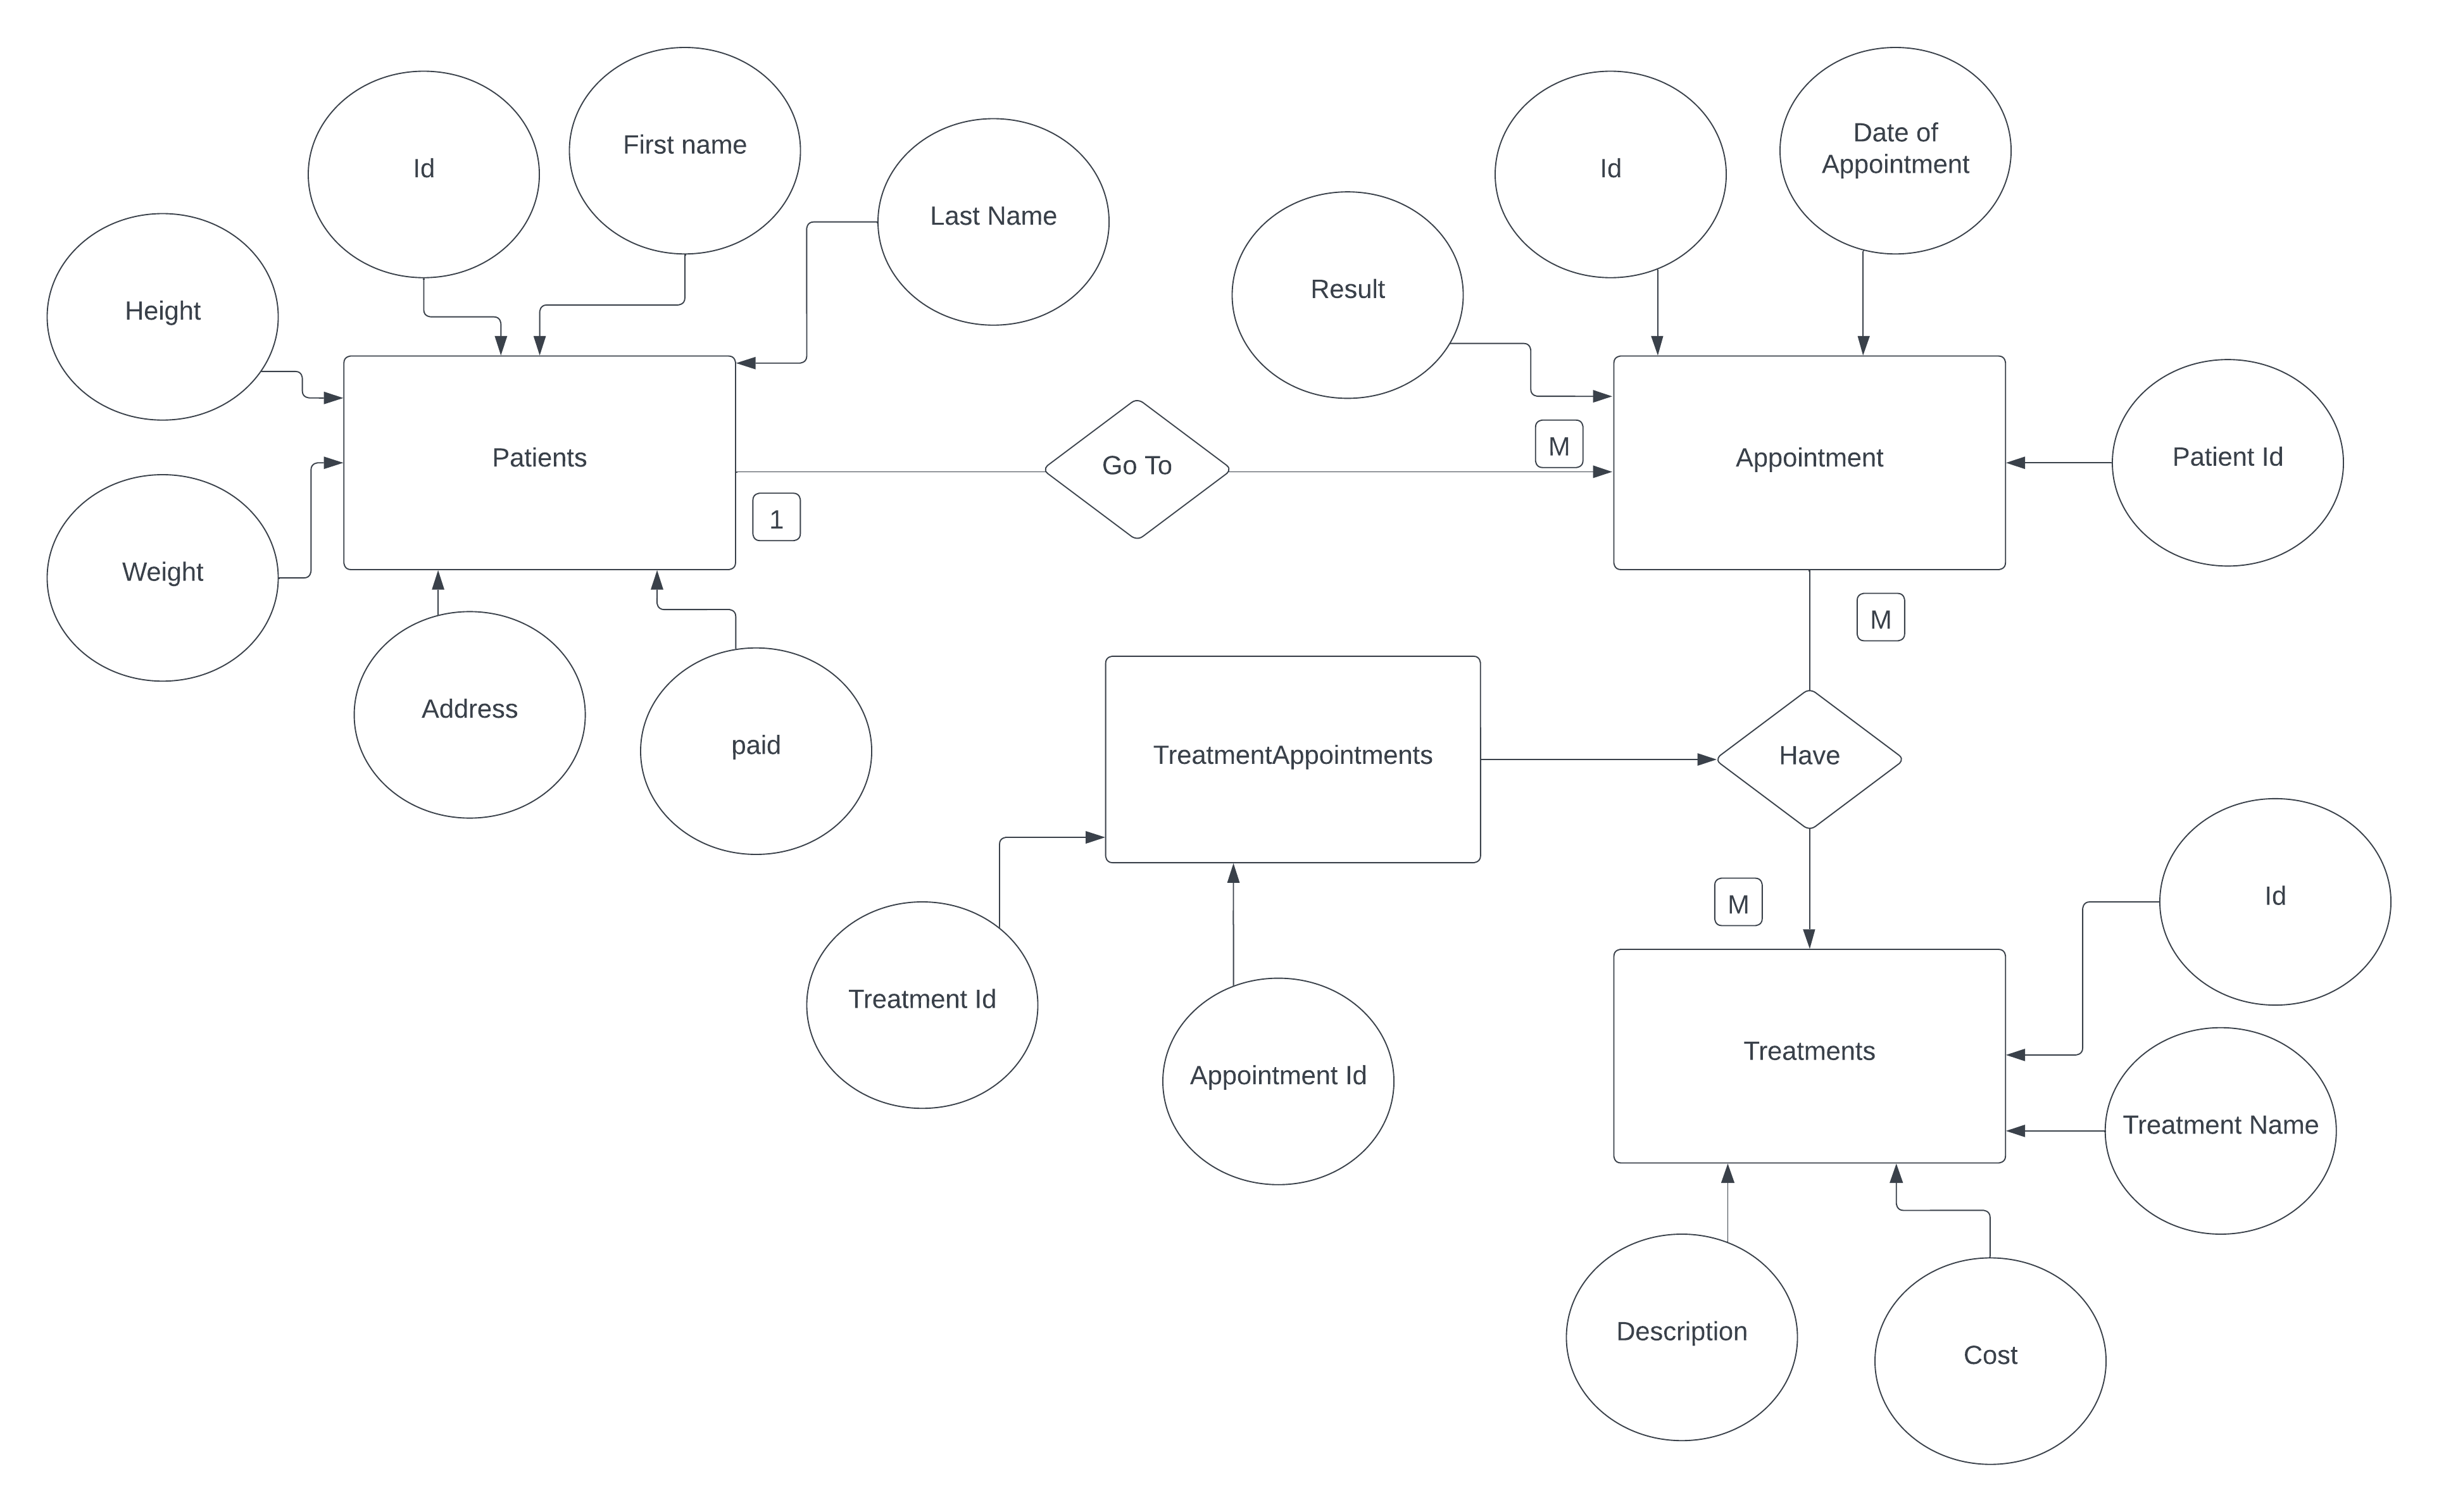 Id
First name
Last Name
Height
Weight
Patients
Address
paid
1
Go To
M
Result
Id
Date of
Appointment
Appointment
Patient Id
M
TreatmentAppointments
Have
Treatment Id
Appointment Id
M
Treatments
Id
Treatment Name
Description
Cost